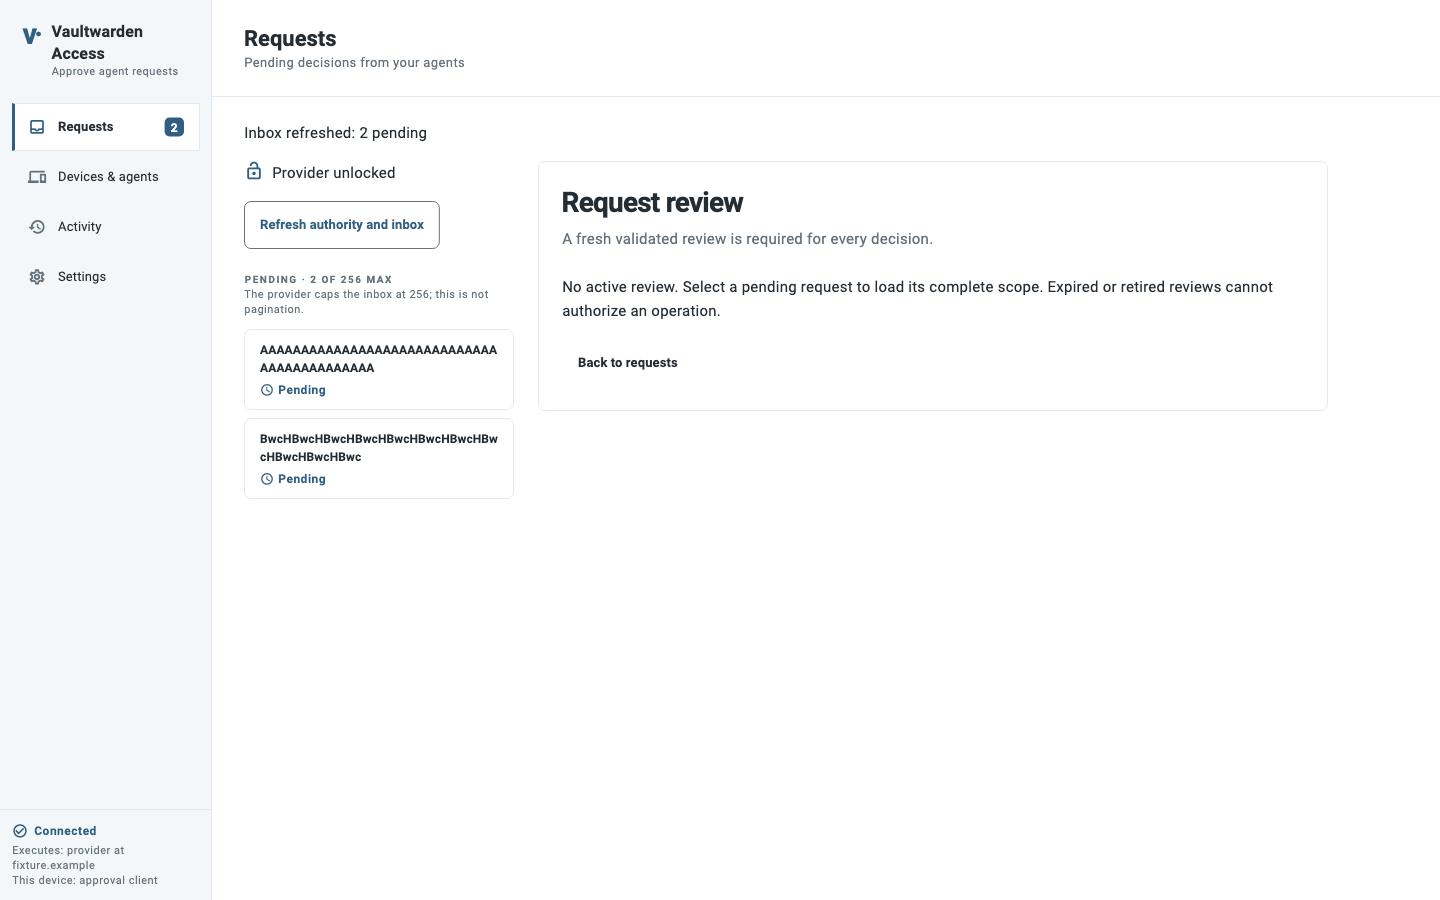 Vaultwarden
Access
Approve agent requests
Requests
2
Devices & agents
Activity
Settings
Connected
Executes: provider at
fixture.example
This device: approval client
Requests
Pending decisions from your agents
Inbox refreshed: 2 pending
Provider unlocked
Refresh authority and inbox
PENDING · 2 OF 256 MAX
The provider caps the inbox at 256; this is not
pagination.
AAAAAAAAAAAAAAAAAAAAAAAAAAAAA
AAAAAAAAAAAAAA
Pending
BwcHBwcHBwcHBwcHBwcHBwcHBwcHBw
cHBwcHBwcHBwc
Pending
Request review
A fresh validated review is required for every decision.
No active review. Select a pending request to load its complete scope. Expired or retired reviews cannot
authorize an operation.
Back to requests